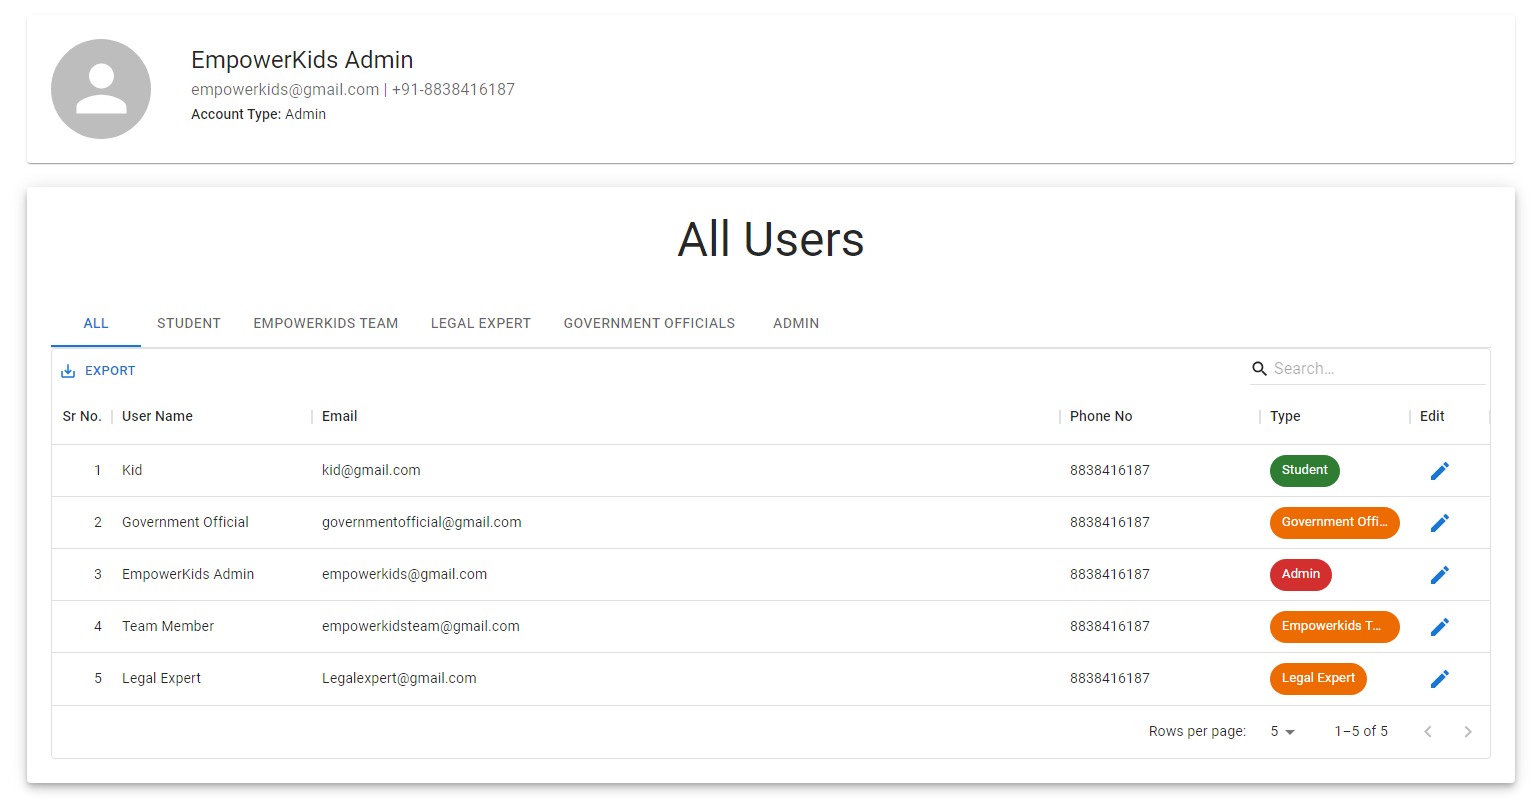 EmpowerKids Admin
empowerkids@gmail.com | +91-8838416187
Account Type: Admin
All Users
ALL STUDENT EMPOWERKIDS TEAM LEGAL EXPERT GOVERNMENT OFFICIALS ADMIN
EXPORT Search...
Sr No. User Name Email Phone No Type Edit
1 Kid kid@gmail.com 8838416187 Student
2 Government Official governmentofficial@gmail.com 8838416187 Government Offi...
3 EmpowerKids Admin empowerkids@gmail.com 8838416187 Admin
4 Team Member empowerkidsteam@gmail.com 8838416187 Empowerkids T...
5 Legal Expert Legalexpert@gmail.com 8838416187 Legal Expert
Rows per page: 5 1–5 of 5